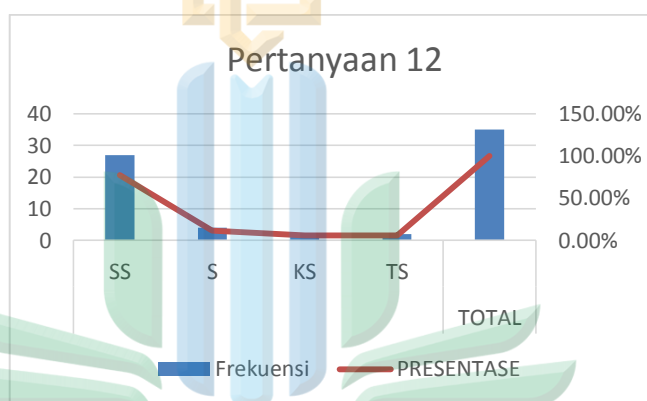 Pertanyaan 12
40 150.00%
30 100.00%
20
10 50.00%
0 0.00%
SS S KS TS
TOTAL
Frekuensi PRESENTASE